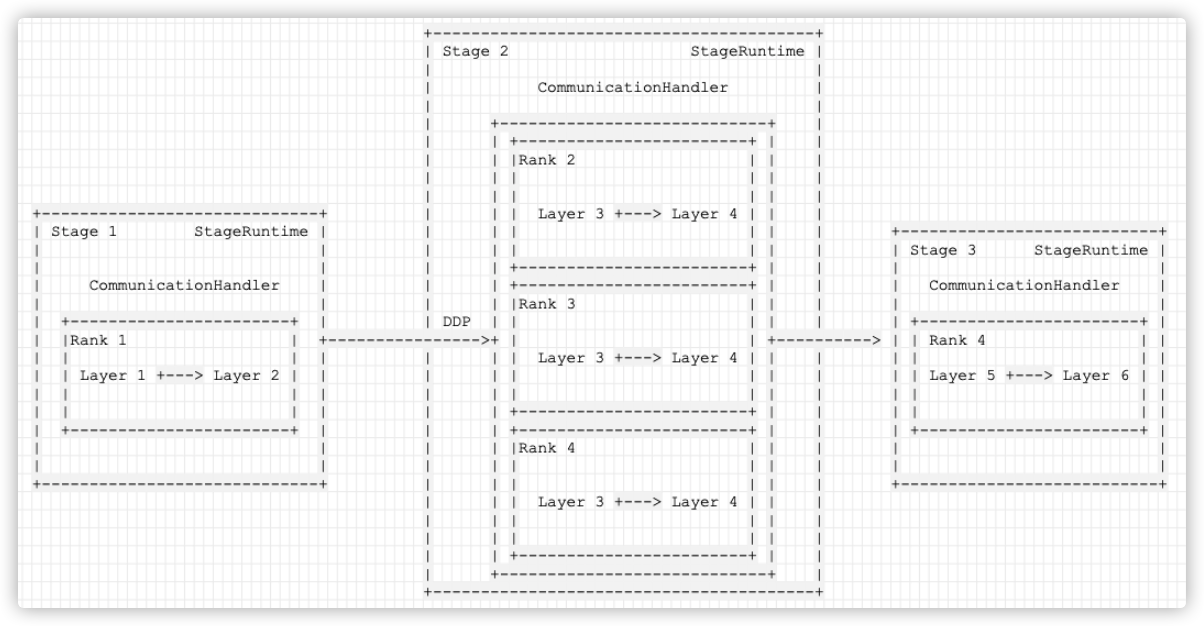 Stage 1 StageRuntime
CommunicationHandler
Rank 1
Layer 1 +---> Layer 2
DDP
Stage 2 StageRuntime
CommunicationHandler
Rank 2
Layer 3 +---> Layer 4
Rank 3
Layer 3 +---> Layer 4
Rank 4
Layer 3 +---> Layer 4
Stage 3 StageRuntime
CommunicationHandler
Rank 4
Layer 5 +---> Layer 6